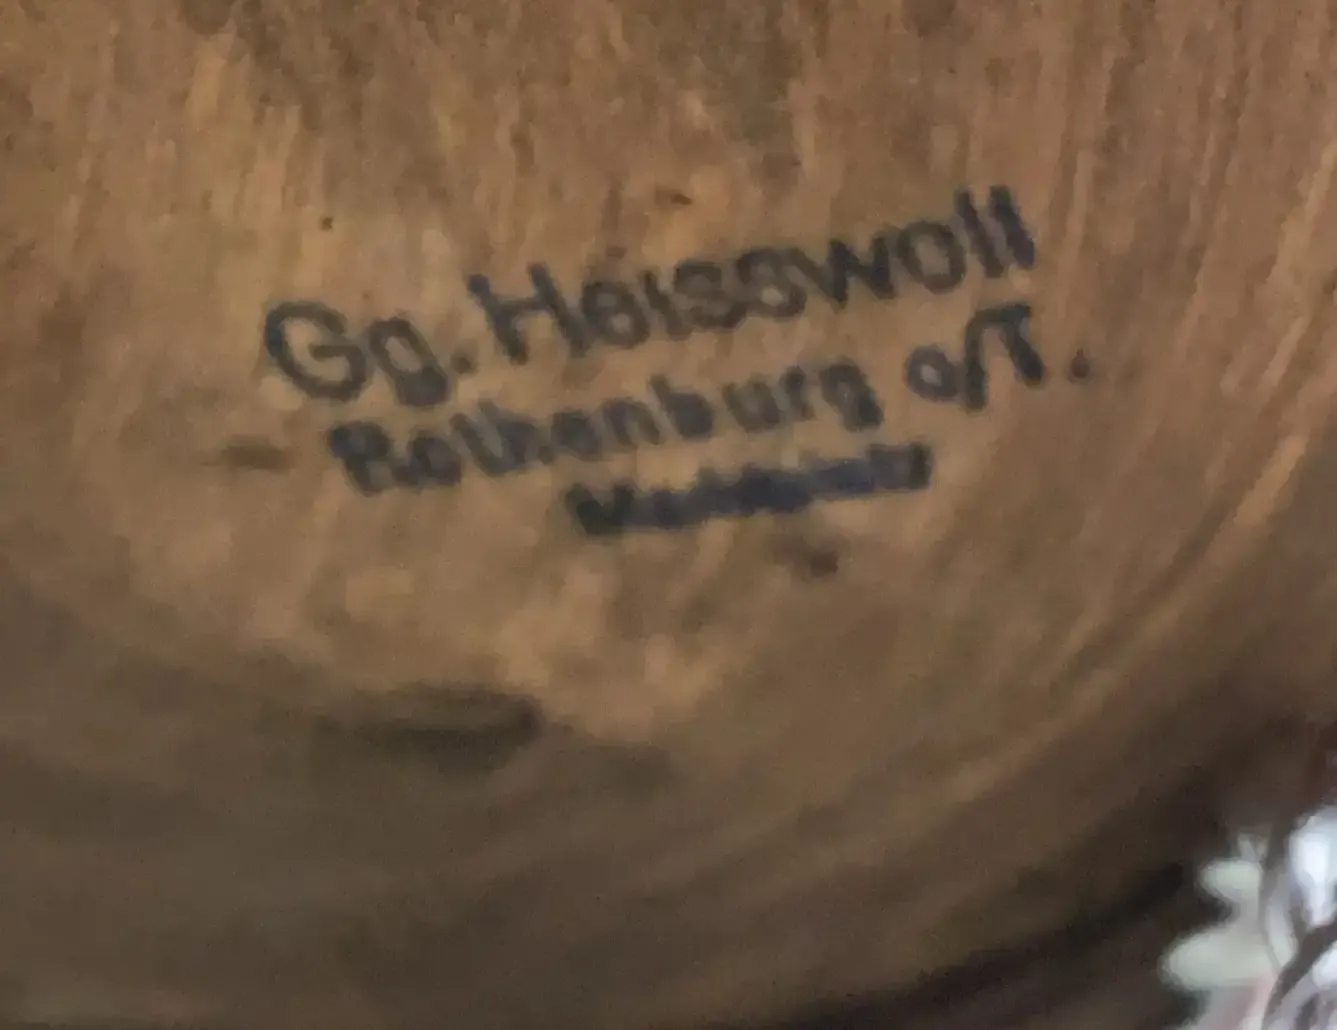 Gg. Heisswolf
Rothenburg o/T.